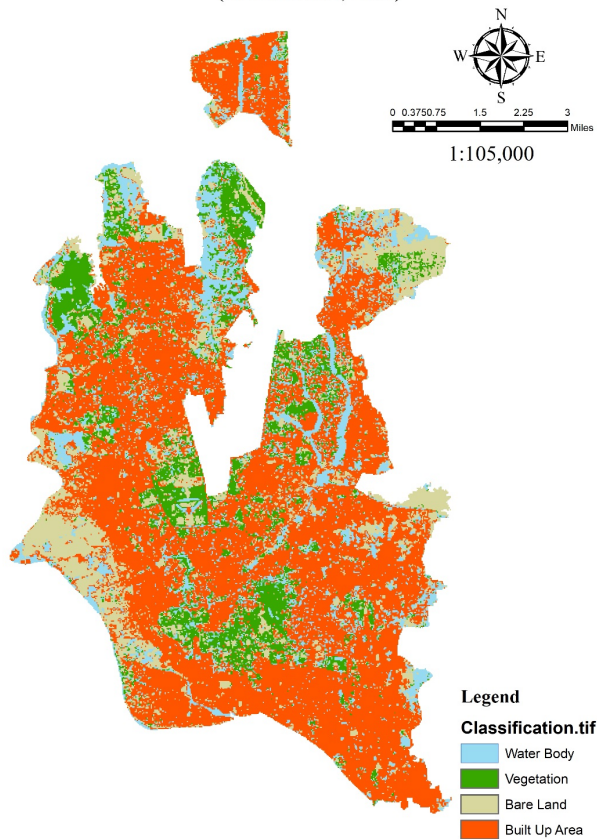 N
W E
S
0 0.3750.75 1.5 2.25 3
Miles
1:105,000
Legend
Classification.tif
Water Body
Vegetation
Bare Land
Built Up Area